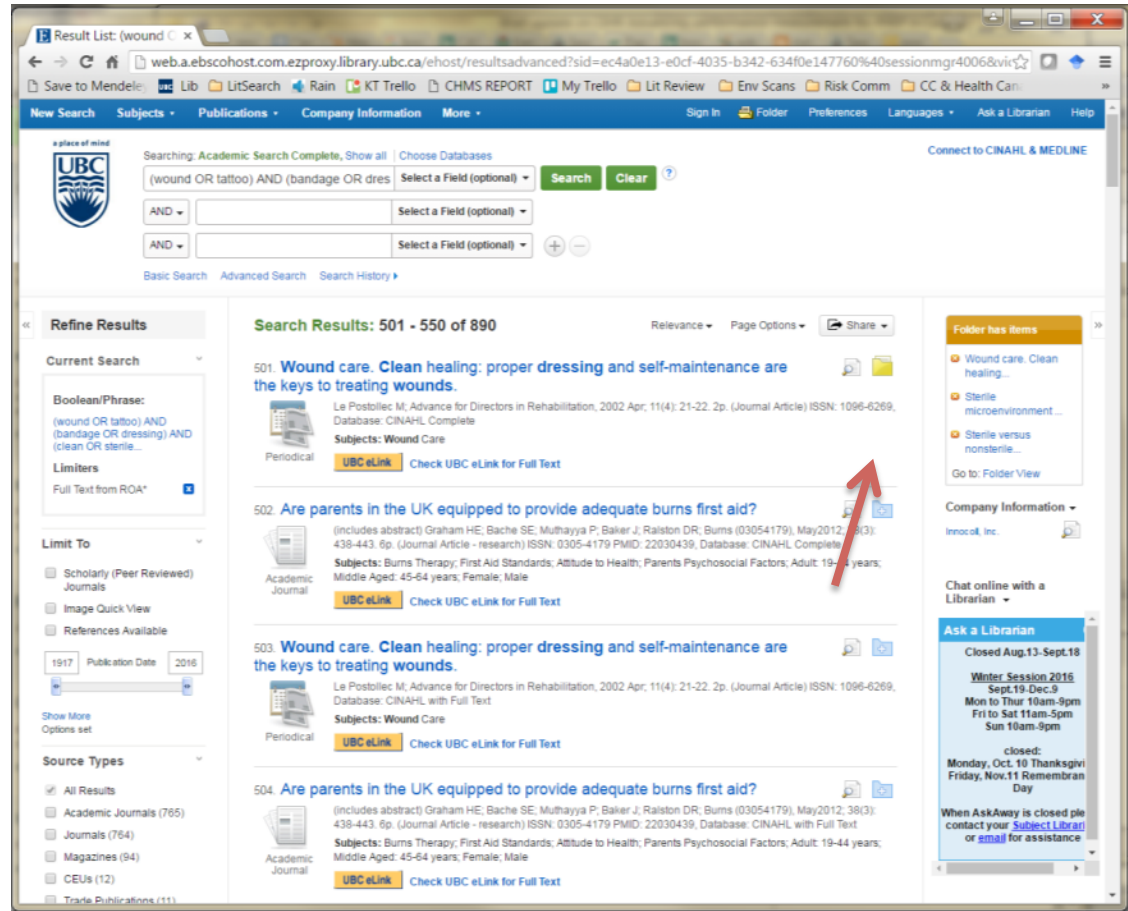 Result List: (wound C
web.a.ebscohost.com.ezproxy.library.ubc.ca/ehost/resultsadvanced?sid=ec4a0e13-e0cf-4035-b342-634f0e147760%40sessionmgr4006&vic
Save to Mendele Lib LitSearch Rain KT Trello CHMS REPORT My Trello Lit Review Env Scans Risk Comm CC & Health Can »
New Search Subjects Publications Company Information More Sign In Folder Preferences Languages Ask a Librarian Help
a place of mind
UBC
Searching: Academic Search Complete, Show all | Choose Databases
Connect to CINAHL & MEDLINE
(wound OR tattoo) AND (bandage OR dres Select a Field (optional) Search Clear ?
AND Select a Field (optional)
AND Select a Field (optional) + −
Basic Search Advanced Search Search History
« Refine Results
Current Search
Boolean/Phrase:
(wound OR tattoo) AND
(bandage OR dressing) AND
(clean OR sterile...
Limiters
Full Text from ROA* x
Limit To
Scholarly (Peer Reviewed)
Journals
Image Quick View
References Available
1917 Publication Date 2016
Show More
Options set
Source Types
All Results
Academic Journals (765)
Journals (764)
Magazines (94)
CEUs (12)
Trade Publications (11)
Search Results: 501 - 550 of 890
Relevance Page Options Share
501. Wound care. Clean healing: proper dressing and self-maintenance are
the keys to treating wounds.
Le Postollec M; Advance for Directors in Rehabilitation, 2002 Apr; 11(4): 21-22. 2p. (Journal Article) ISSN: 1096-6269,
Database: CINAHL Complete
Subjects: Wound Care
Periodical
UBC eLink Check UBC eLink for Full Text
502. Are parents in the UK equipped to provide adequate burns first aid?
(includes abstract) Graham HE; Bache SE; Muthayya P; Baker J; Ralston DR; Burns (03054179), May2012; 38(3):
438-443. 6p. (Journal Article - research) ISSN: 0305-4179 PMID: 22030439, Database: CINAHL Complete
Subjects: Burns Therapy; First Aid Standards; Attitude to Health; Parents Psychosocial Factors; Adult: 19-44 years;
Middle Aged: 45-64 years; Female; Male
Academic
Journal
UBC eLink Check UBC eLink for Full Text
503. Wound care. Clean healing: proper dressing and self-maintenance are
the keys to treating wounds.
Le Postollec M; Advance for Directors in Rehabilitation, 2002 Apr; 11(4): 21-22. 2p. (Journal Article) ISSN: 1096-6269,
Database: CINAHL with Full Text
Subjects: Wound Care
Periodical
UBC eLink Check UBC eLink for Full Text
504. Are parents in the UK equipped to provide adequate burns first aid?
(includes abstract) Graham HE; Bache SE; Muthayya P; Baker J; Ralston DR; Burns (03054179), May2012; 38(3):
438-443. 6p. (Journal Article - research) ISSN: 0305-4179 PMID: 22030439, Database: CINAHL with Full Text
Subjects: Burns Therapy; First Aid Standards; Attitude to Health; Parents Psychosocial Factors; Adult: 19-44 years;
Middle Aged: 45-64 years; Female; Male
Academic
Journal
UBC eLink Check UBC eLink for Full Text
Folder has items »
Wound care. Clean
healing...
Sterile
microenvironment...
Sterile versus
nonsterile...
Go to: Folder View
Company Information
Innocoll, Inc.
Chat online with a
Librarian
Ask a Librarian
Closed Aug.13-Sept.18
Winter Session 2016
Sept.19-Dec.9
Mon to Thur 10am-9pm
Fri to Sat 11am-5pm
Sun 10am-9pm
closed:
Monday, Oct. 10 Thanksgivi
Friday, Nov.11 Remembran
Day
When AskAway is closed ple
contact your Subject Librari
or email for assistance